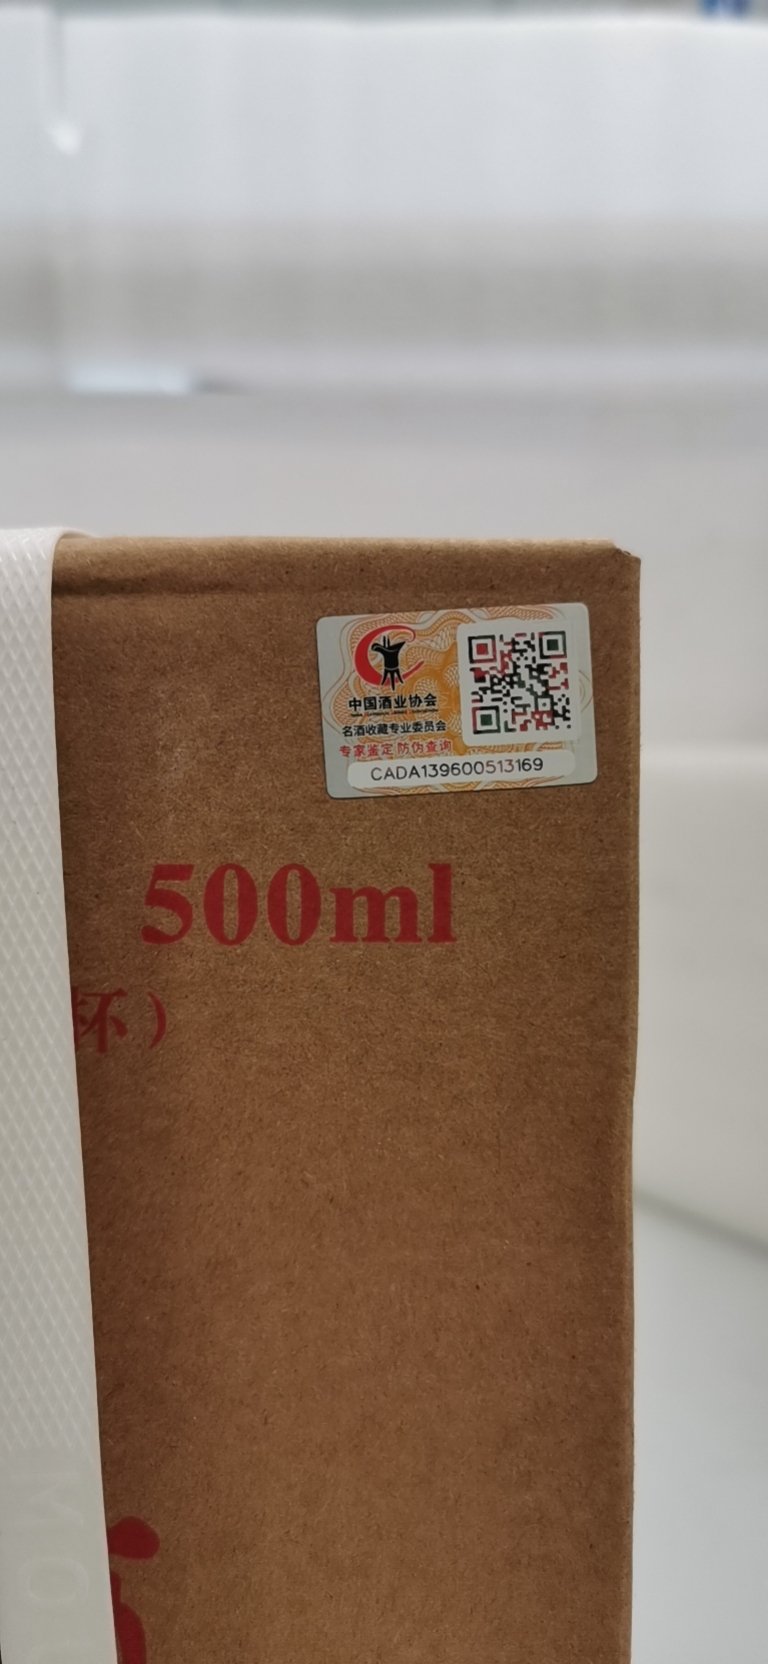 中国酒业协会
名酒收藏专业委员会
专家鉴定 防伪查询
CADA139600513169
500ml
杯）
MOU